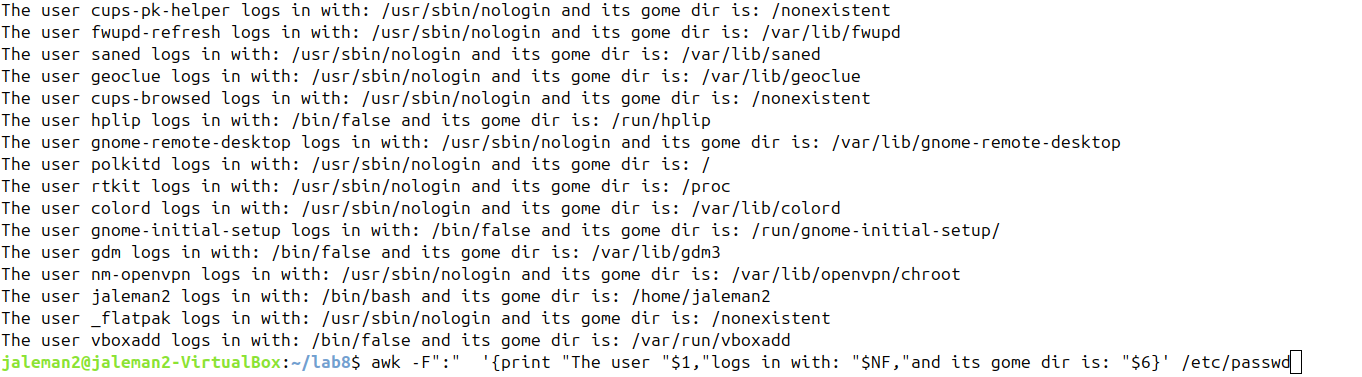 The user cups-pk-helper logs in with: /usr/sbin/nologin and its gome dir is: /nonexistent
The user fwupd-refresh logs in with: /usr/sbin/nologin and its gome dir is: /var/lib/fwupd
The user saned logs in with: /usr/sbin/nologin and its gome dir is: /var/lib/saned
The user geoclue logs in with: /usr/sbin/nologin and its gome dir is: /var/lib/geoclue
The user cups-browsed logs in with: /usr/sbin/nologin and its gome dir is: /nonexistent
The user hplip logs in with: /bin/false and its gome dir is: /run/hplip
The user gnome-remote-desktop logs in with: /usr/sbin/nologin and its gome dir is: /var/lib/gnome-remote-desktop
The user polkitd logs in with: /usr/sbin/nologin and its gome dir is: /
The user rtkit logs in with: /usr/sbin/nologin and its gome dir is: /proc
The user colord logs in with: /usr/sbin/nologin and its gome dir is: /var/lib/colord
The user gnome-initial-setup logs in with: /bin/false and its gome dir is: /run/gnome-initial-setup/
The user gdm logs in with: /bin/false and its gome dir is: /var/lib/gdm3
The user nm-openvpn logs in with: /usr/sbin/nologin and its gome dir is: /var/lib/openvpn/chroot
The user jaleman2 logs in with: /bin/bash and its gome dir is: /home/jaleman2
The user _flatpak logs in with: /usr/sbin/nologin and its gome dir is: /nonexistent
The user vboxadd logs in with: /bin/false and its gome dir is: /var/run/vboxadd
jaleman2@jaleman2-VirtualBox:~/lab8$ awk -F":"  '{print "The user "$1,"logs in with: "$NF,"and its gome dir is: "$6}' /etc/passwd